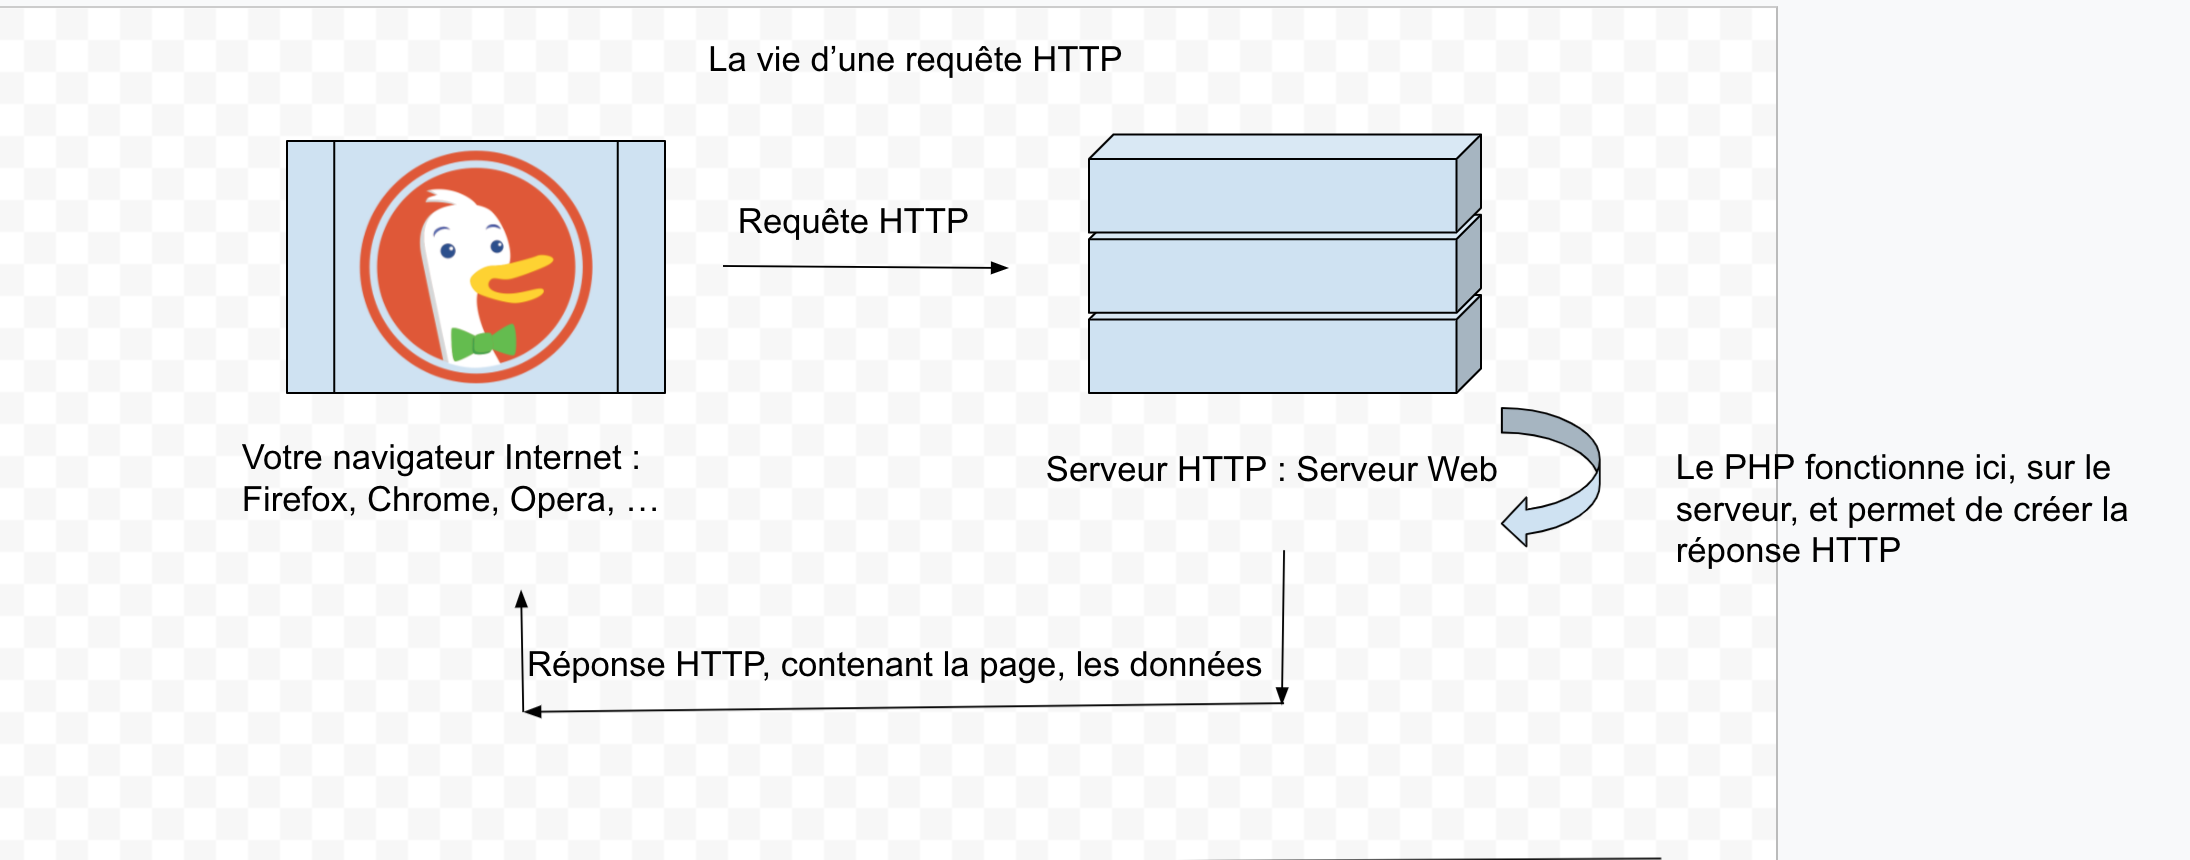 La vie d’une requête HTTP
Requête HTTP
Votre navigateur Internet :
Firefox, Chrome, Opera, …
Serveur HTTP : Serveur Web
Le PHP fonctionne ici, sur le
serveur, et permet de créer la
réponse HTTP
Réponse HTTP, contenant la page, les données